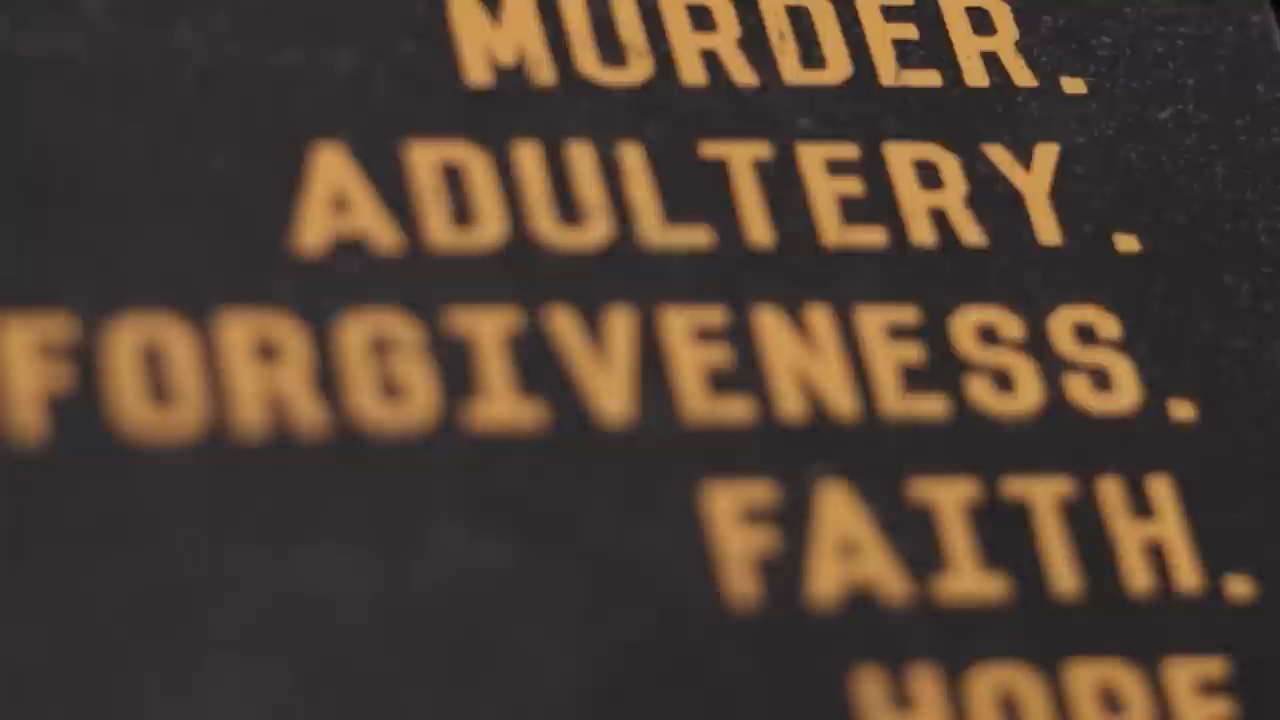 MURDER.
ADULTERY.
FORGIVENESS.
FAITH.
HOPE